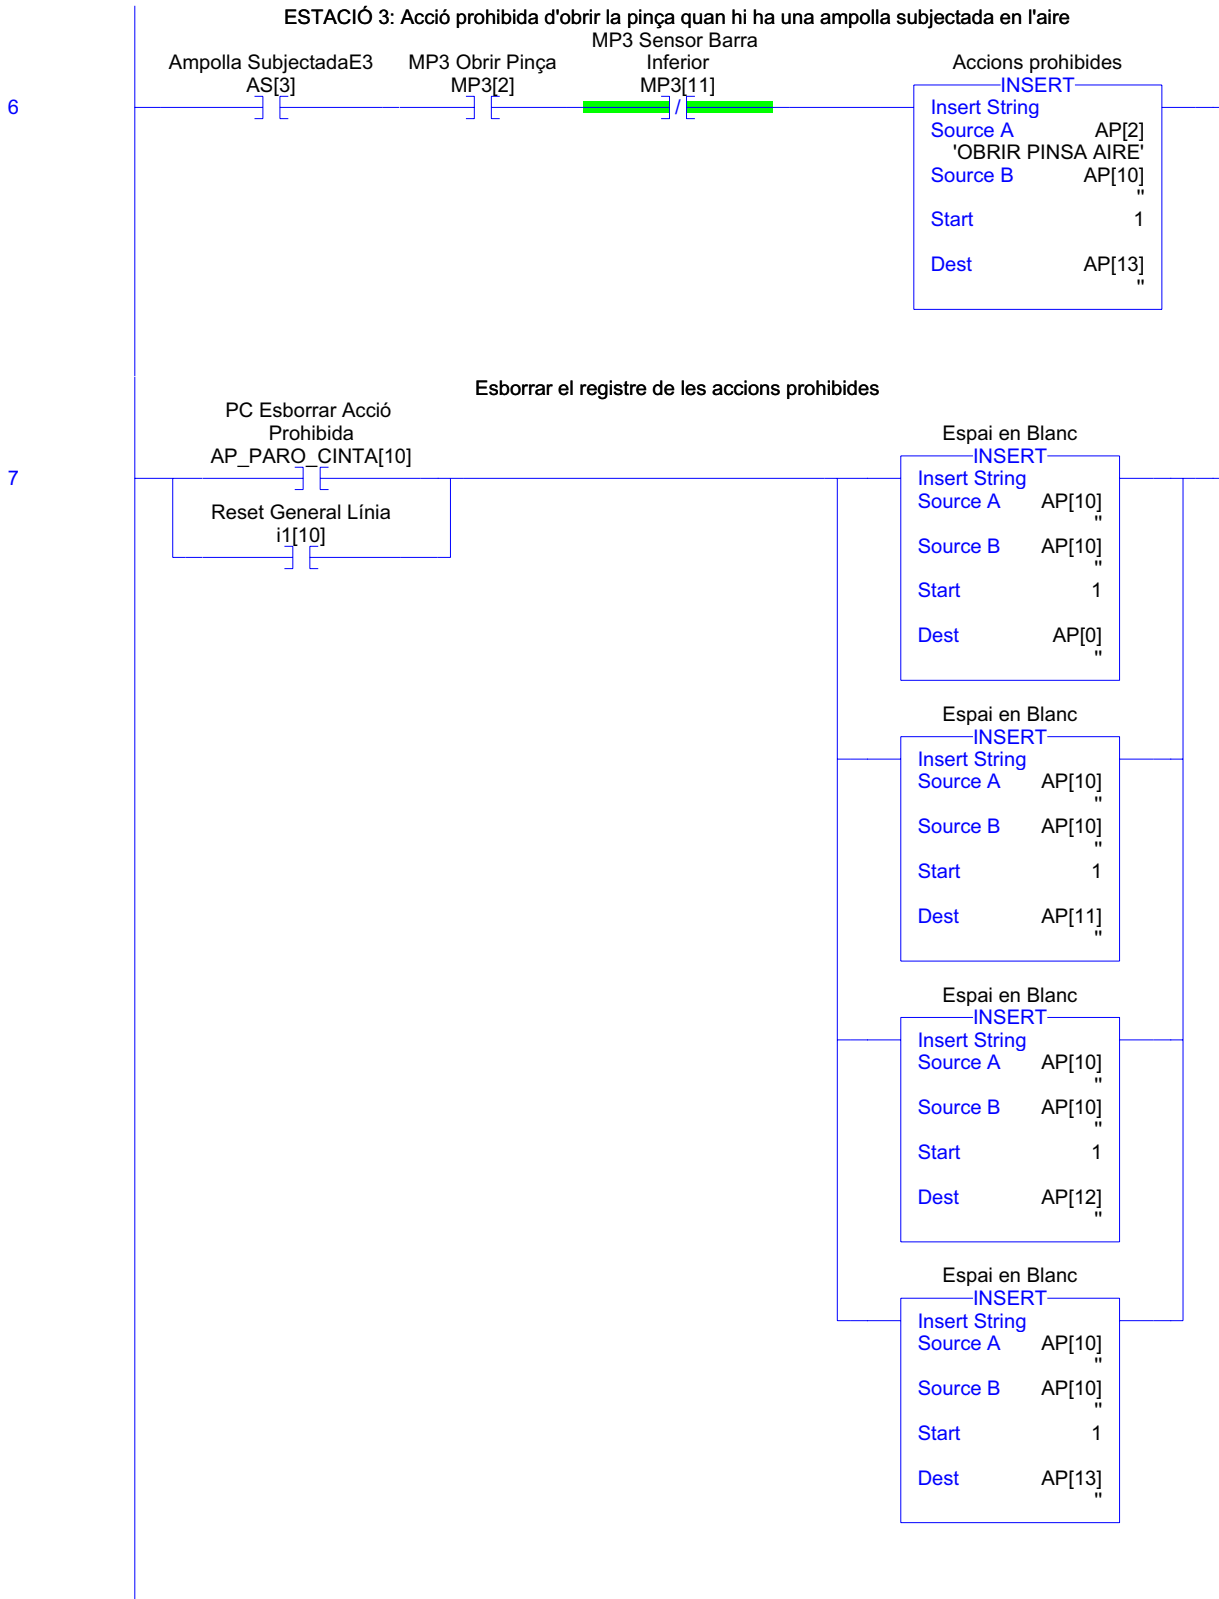 ESTACIÓ 3: Acció prohibida d'obrir la pinça quan hi ha una ampolla subjectada en l'aire
Ampolla SubjectadaE3
AS[3]
MP3 Obrir Pinça
MP3[2]
MP3 Sensor Barra
Inferior
MP3[11]
/
Accions prohibides
INSERT
Insert String
Source A AP[2]
'OBRIR PINSA AIRE'
Source B AP[10]
''
Start 1
Dest AP[13]
''
6
Esborrar el registre de les accions prohibides
PC Esborrar Acció
Prohibida
AP_PARO_CINTA[10]
7
Reset General Línia
i1[10]
Espai en Blanc
INSERT
Insert String
Source A AP[10]
''
Source B AP[10]
''
Start 1
Dest AP[0]
''
Espai en Blanc
INSERT
Insert String
Source A AP[10]
''
Source B AP[10]
''
Start 1
Dest AP[11]
''
Espai en Blanc
INSERT
Insert String
Source A AP[10]
''
Source B AP[10]
''
Start 1
Dest AP[12]
''
Espai en Blanc
INSERT
Insert String
Source A AP[10]
''
Source B AP[10]
''
Start 1
Dest AP[13]
''